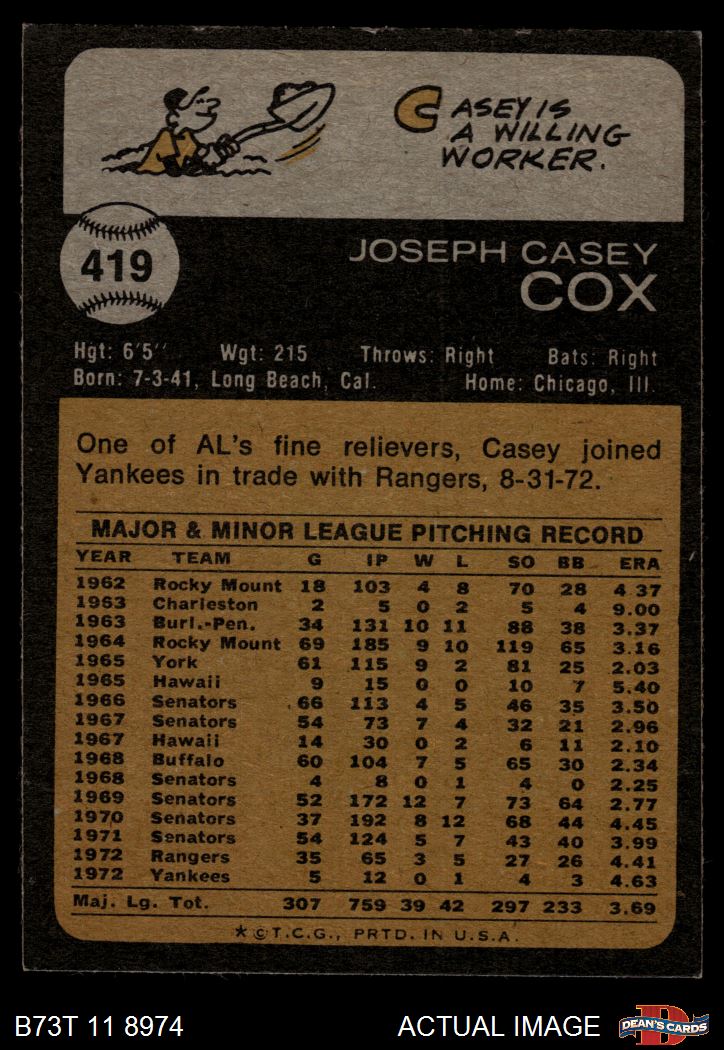 CASEY IS
A WILLING
WORKER.
419
JOSEPH CASEY
COX
Hgt: 6'5'' Wgt: 215 Throws: Right Bats: Right
Born: 7-3-41, Long Beach, Cal. Home: Chicago, Ill.
One of AL's fine relievers, Casey joined
Yankees in trade with Rangers, 8-31-72.
MAJOR & MINOR LEAGUE PITCHING RECORD
YEAR TEAM G IP W L SO BB ERA
1962 Rocky Mount 18 103 4 8 70 28 4.37
1963 Charleston 2 5 0 2 5 4 9.00
1963 Burl.-Pen. 34 131 10 11 88 38 3.37
1964 Rocky Mount 69 185 9 10 119 65 3.16
1965 York 61 115 9 2 81 25 2.03
1965 Hawaii 9 15 0 0 10 7 5.40
1966 Senators 66 113 4 5 46 35 3.50
1967 Senators 54 73 7 4 32 21 2.96
1967 Hawaii 14 30 0 2 6 11 2.10
1968 Buffalo 60 104 7 5 65 30 2.34
1968 Senators 4 8 0 1 4 0 2.25
1969 Senators 52 172 12 7 73 64 2.77
1970 Senators 37 192 8 12 68 44 4.45
1971 Senators 54 124 5 7 43 40 3.99
1972 Rangers 35 65 3 5 27 26 4.41
1972 Yankees 5 12 0 1 4 3 4.63
Maj. Lg. Tot. 307 759 39 42 297 233 3.69
*©T.C.G., PRTD. IN U.S.A.
B73T 11 8974 ACTUAL IMAGE DEAN'S CARDS